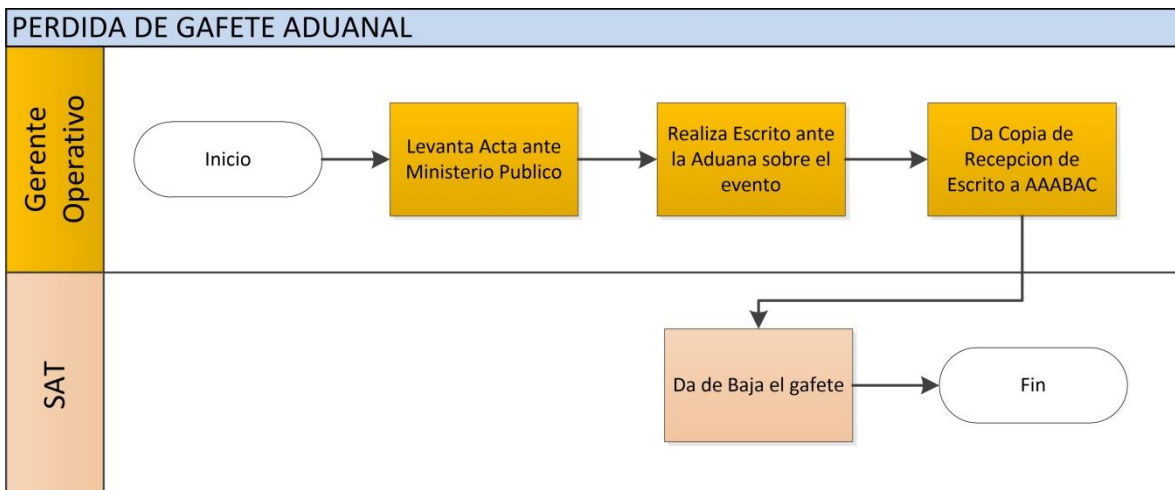 PERDIDA DE GAFETE ADUANAL
Gerente
Operativo
Inicio
Levanta Acta ante
Ministerio Publico
Realiza Escrito ante
la Aduana sobre el
evento
Da Copia de
Recepcion de
Escrito a AAABAC
SAT
Da de Baja el gafete
Fin